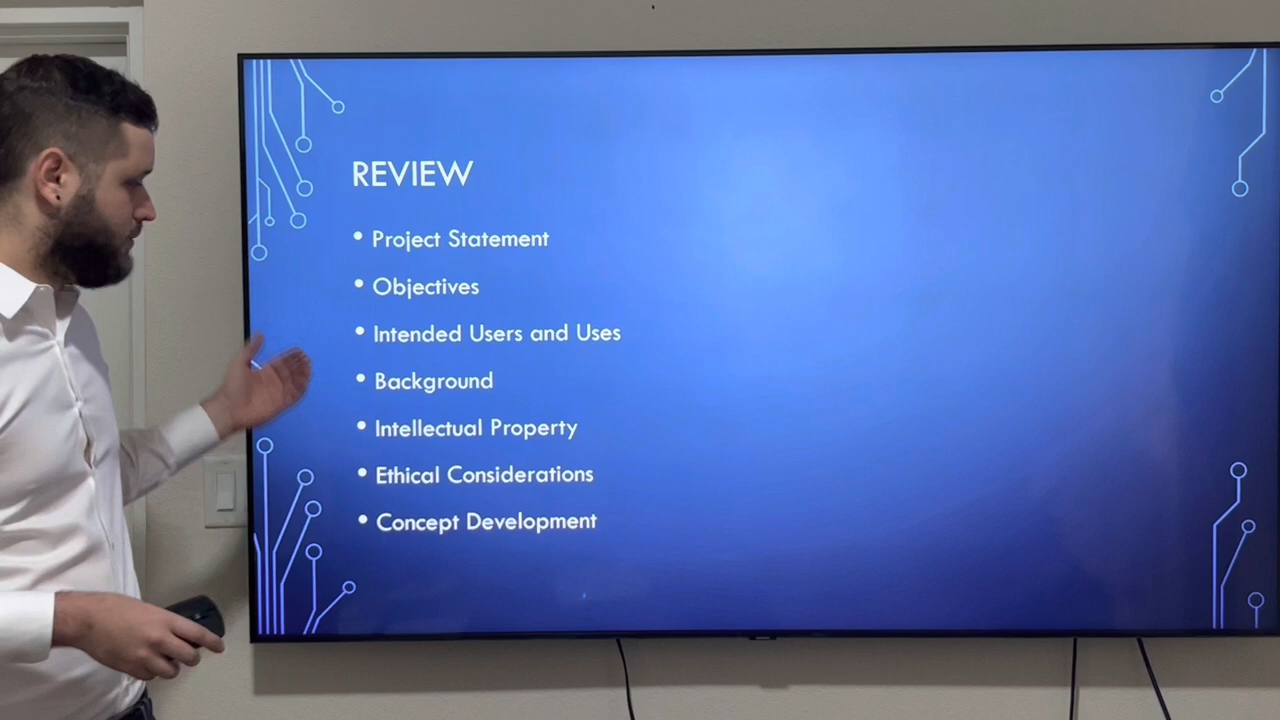 REVIEW
• Project Statement
• Objectives
• Intended Users and Uses
• Background
• Intellectual Property
• Ethical Considerations
• Concept Development